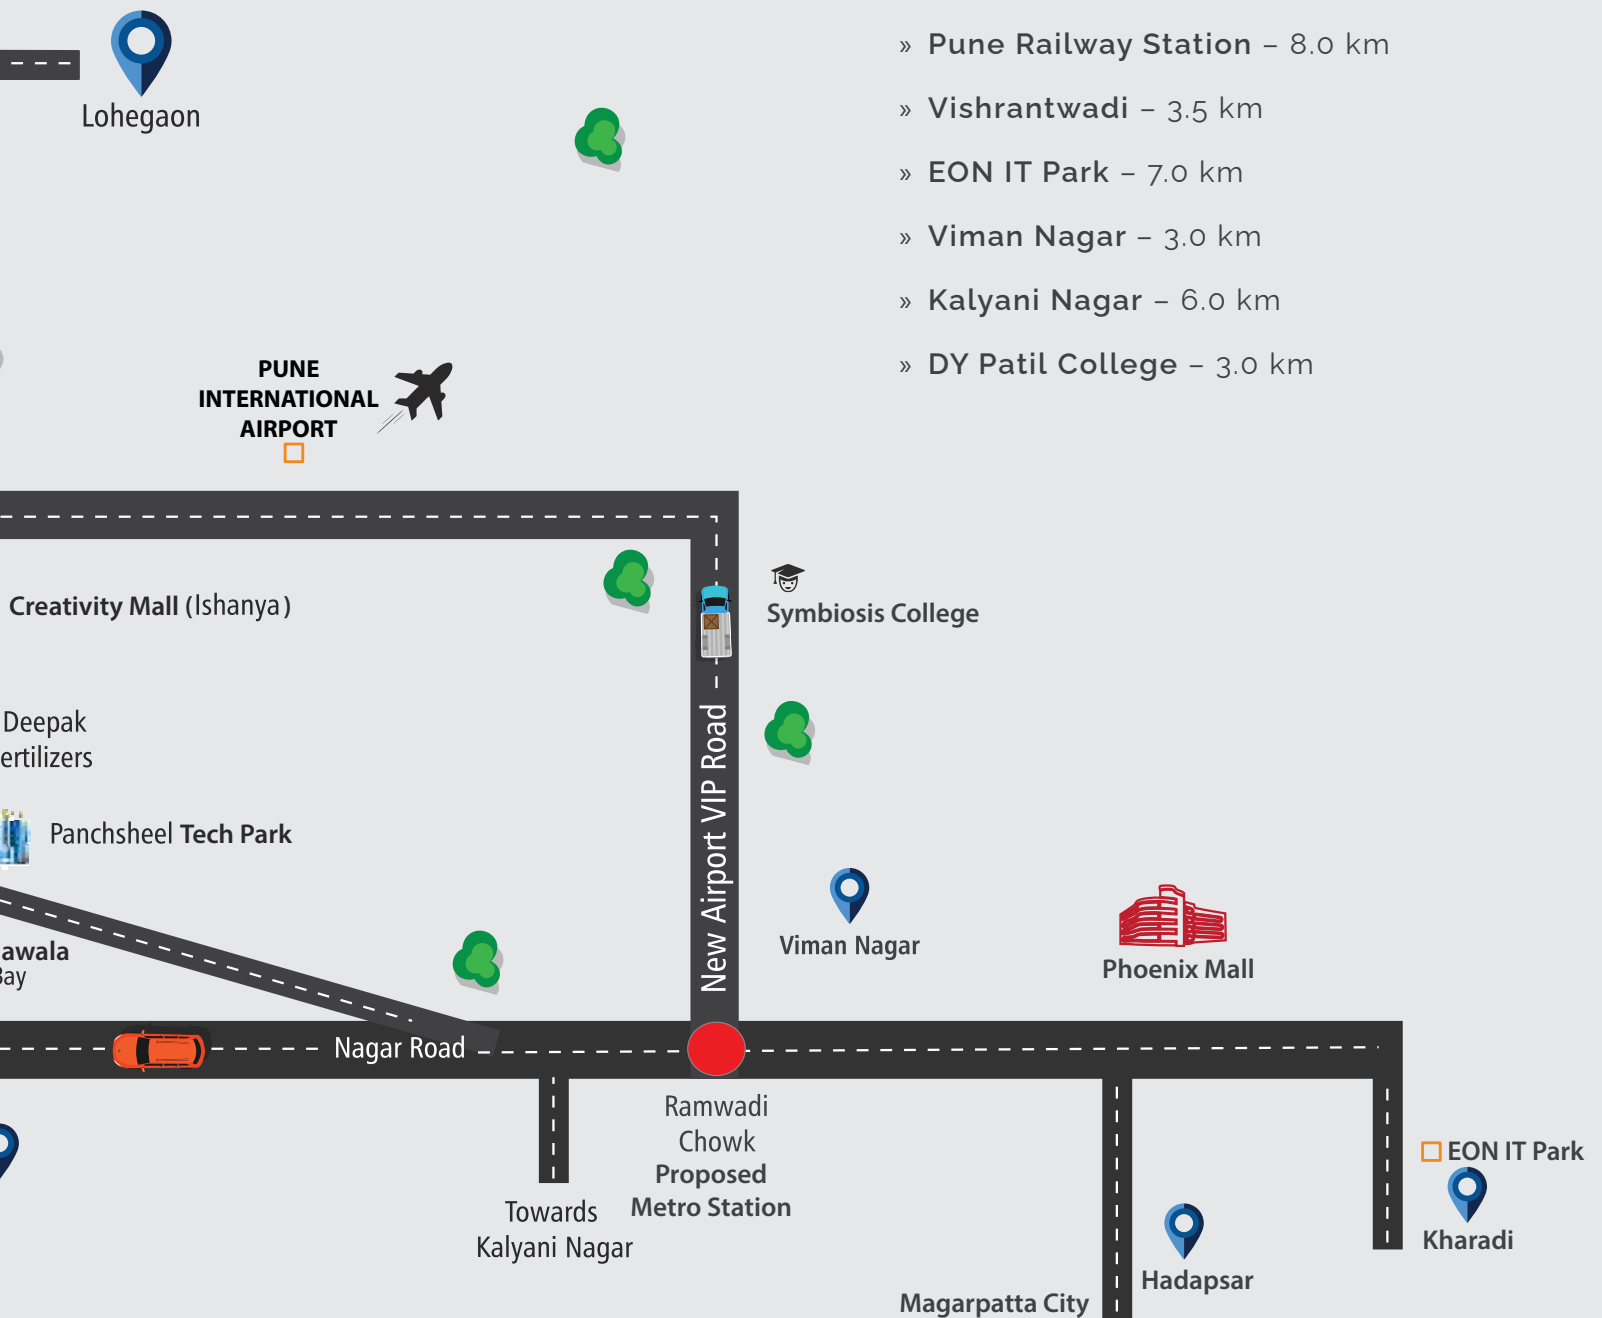 » Pune Railway Station – 8.0 km
» Vishrantwadi – 3.5 km
» EON IT Park – 7.0 km
» Viman Nagar – 3.0 km
» Kalyani Nagar – 6.0 km
» DY Patil College – 3.0 km
Lohegaon
PUNE
INTERNATIONAL
AIRPORT
Creativity Mall (Ishanya)
Symbiosis College
Deepak
ertilizers
Panchsheel Tech Park
New Airport VIP Road
Viman Nagar
Phoenix Mall
awala
Bay
Nagar Road
Ramwadi
Chowk
Proposed
Metro Station
Towards
Kalyani Nagar
EON IT Park
Kharadi
Hadapsar
Magarpatta City